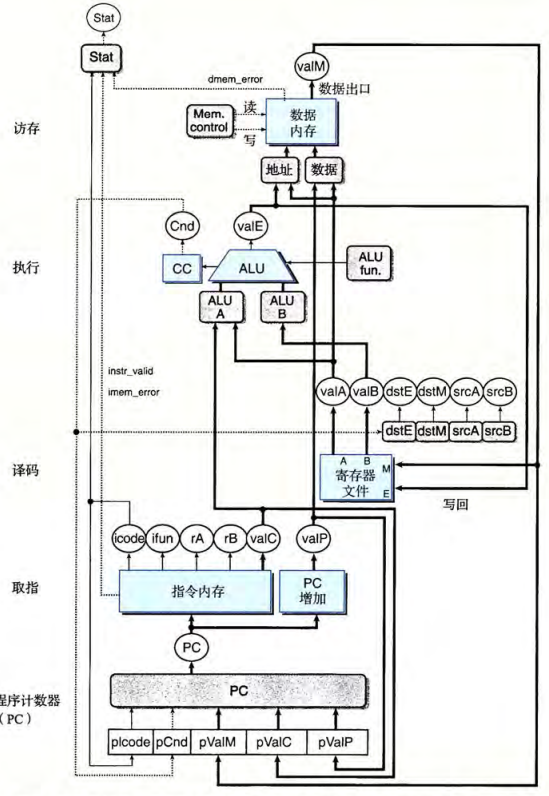 Stat
Stat
valM
dmem_error
数据出口
访存
Mem.
control
读
写
数据
内存
地址
数据
Cnd
valE
执行
CC
ALU
ALU
fun.
ALU
A
ALU
B
instr_valid
imem_error
valA
valB
dstE
dstM
srcA
srcB
dstE
dstM
srcA
srcB
A
B
M
E
寄存器
文件
译码
写回
icode
ifun
rA
rB
valC
valP
取指
指令内存
PC
增加
PC
程序计数器
(PC)
PC
pIcode
pCnd
pValM
pValC
pValP